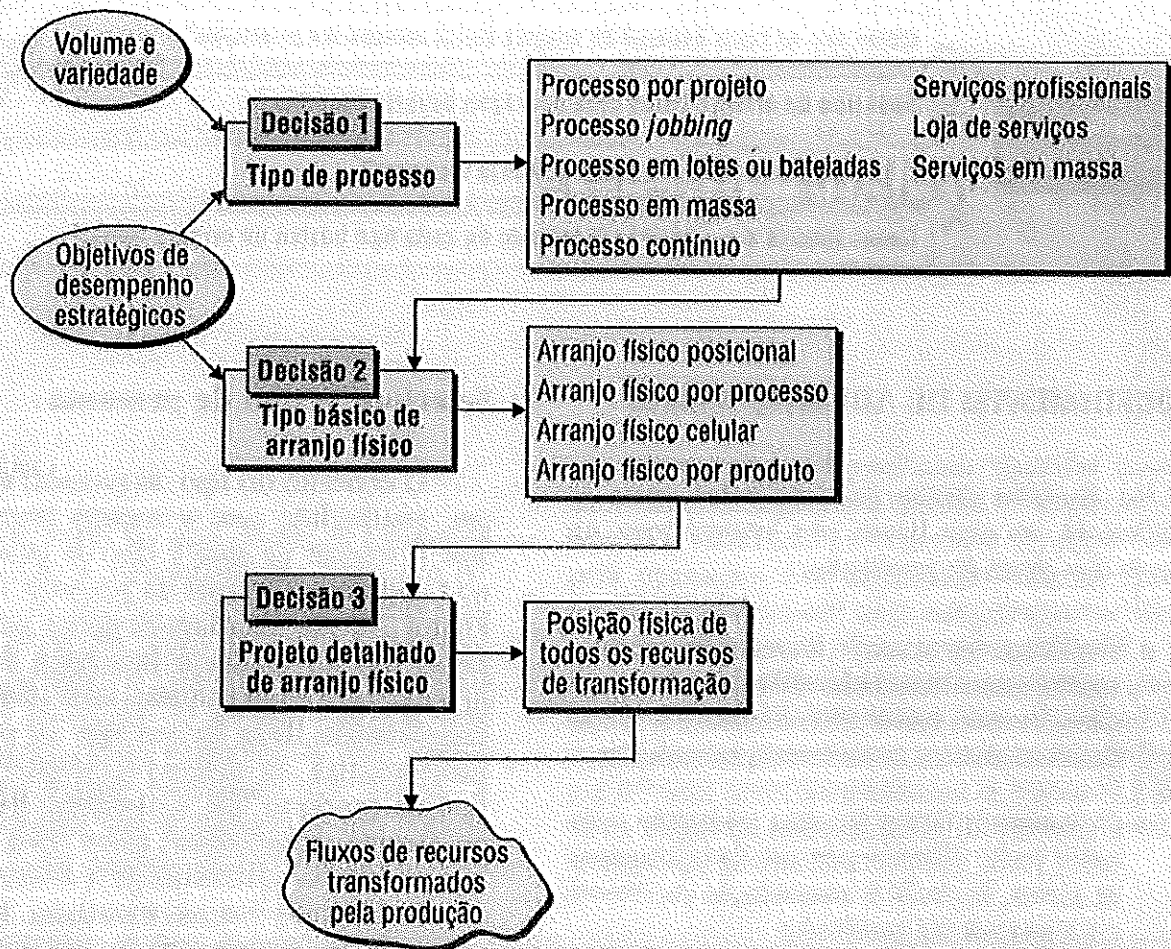 Volume e
variedade
Decisão 1
Tipo de processo
Processo por projeto
Processo jobbing
Processo em lotes ou bateladas
Processo em massa
Processo contínuo
Serviços profissionais
Loja de serviços
Serviços em massa
Objetivos de
desempenho
estratégicos
Decisão 2
Tipo básico de
arranjo físico
Arranjo físico posicional
Arranjo físico por processo
Arranjo físico celular
Arranjo físico por produto
Decisão 3
Projeto detalhado
de arranjo físico
Posição física de
todos os recursos
de transformação
Fluxos de recursos
transformados
pela produção